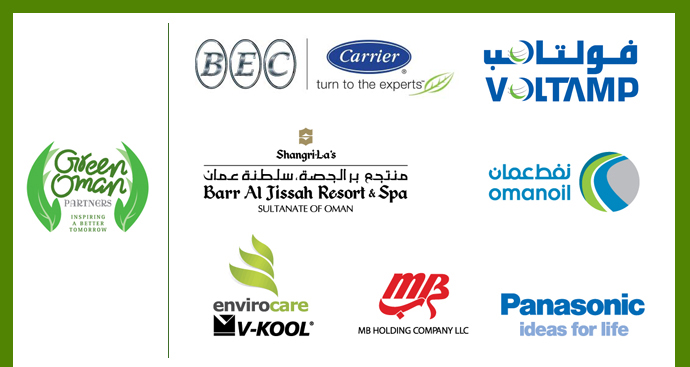 Green
Oman
PARTNERS
INSPIRING
A BETTER
TOMORROW
BEC
Carrier
turn to the experts™
فولتامب
VOLTAMP
Shangri-La's
منتجع بر الجصة، سلطنة عمان
Barr Al Jissah Resort & Spa
SULTANATE OF OMAN
نفط عمان
omanoil
envirocare
V-KOOL®
MB
MB HOLDING COMPANY LLC
Panasonic
ideas for life